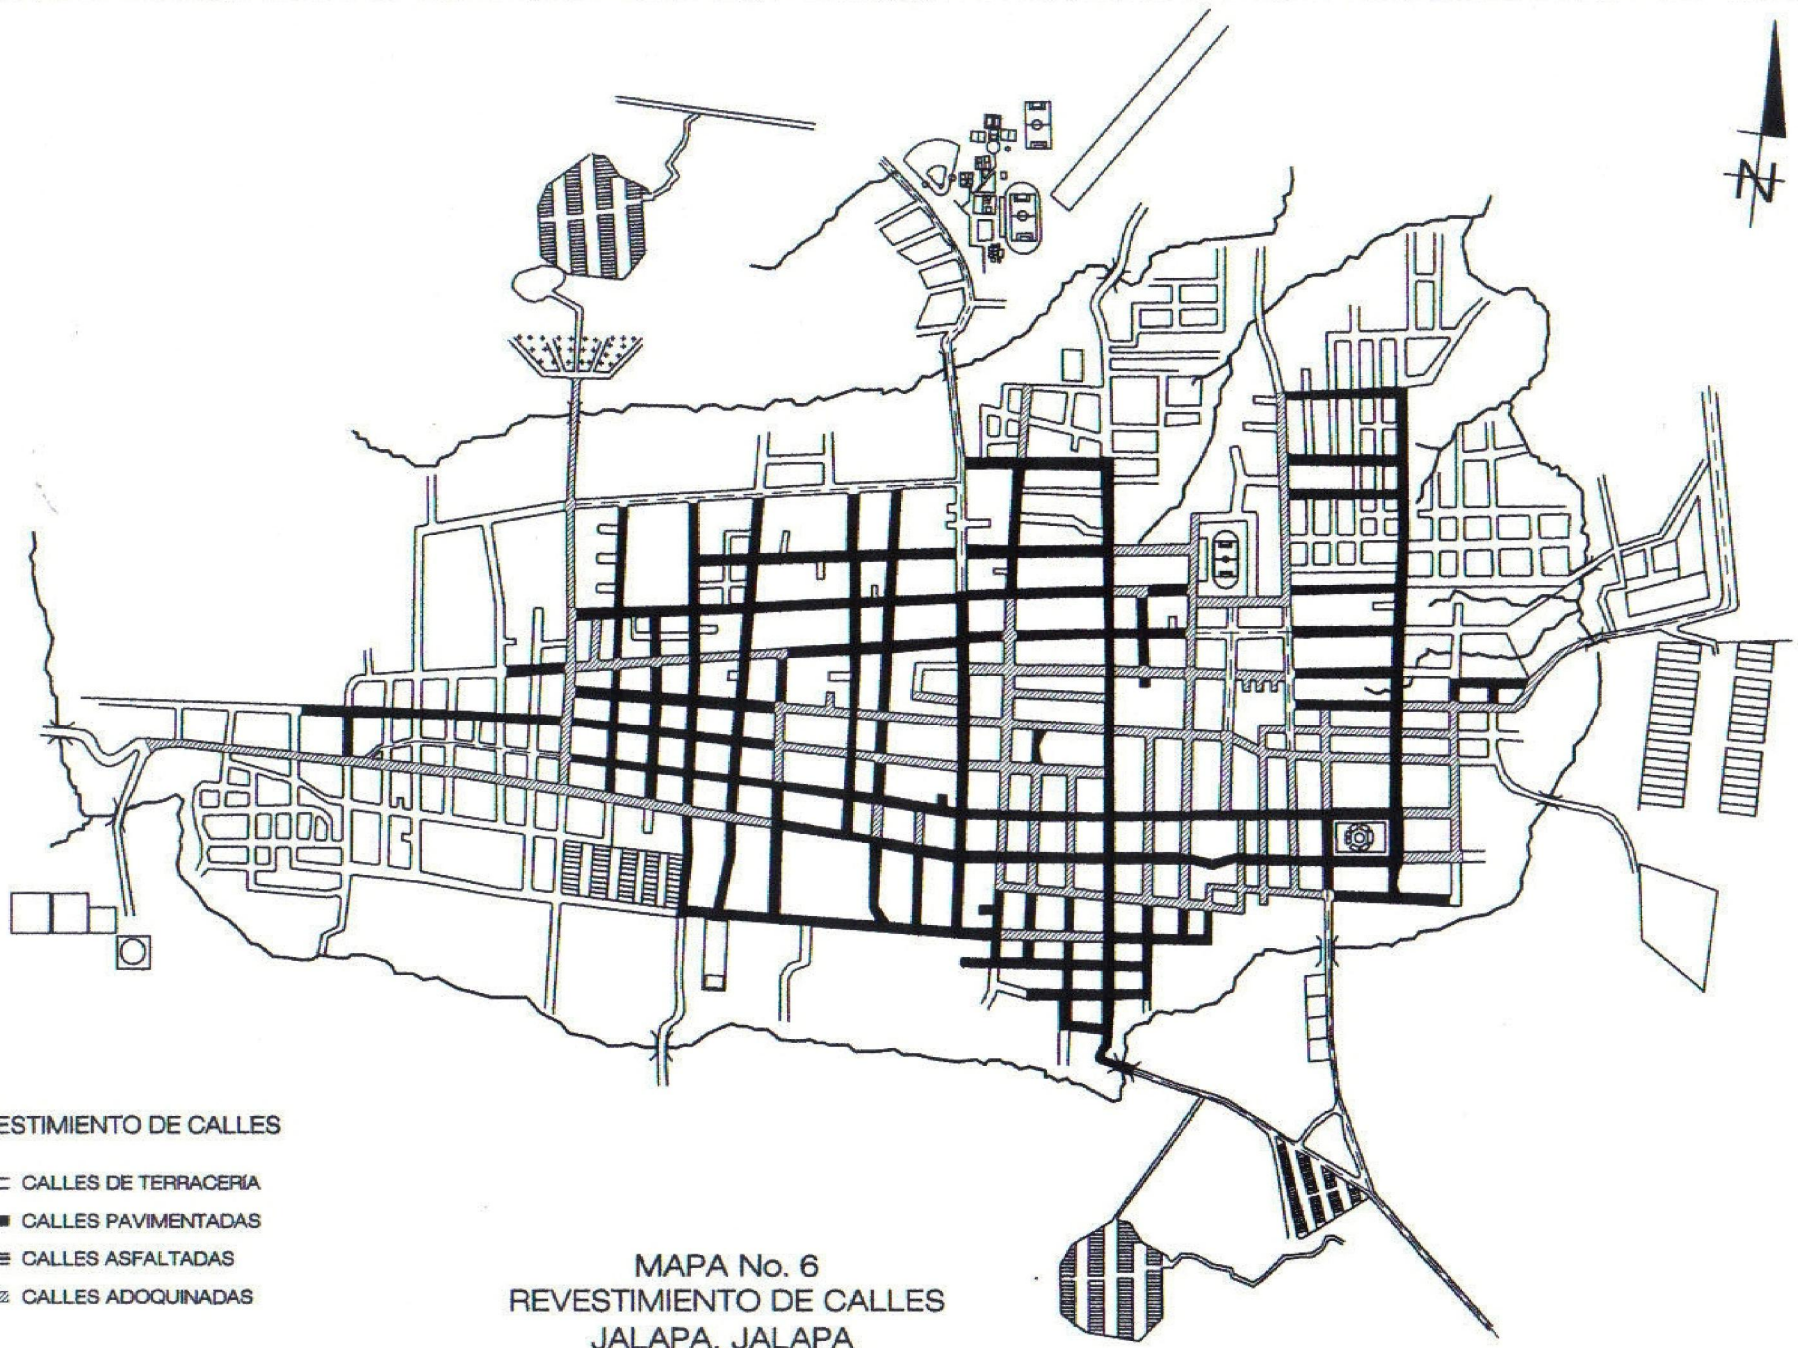 N
ESTIMIENTO DE CALLES
CALLES DE TERRACERÍA
CALLES PAVIMENTADAS
CALLES ASFALTADAS
CALLES ADOQUINADAS
MAPA No. 6
REVESTIMIENTO DE CALLES
JALAPA, JALAPA